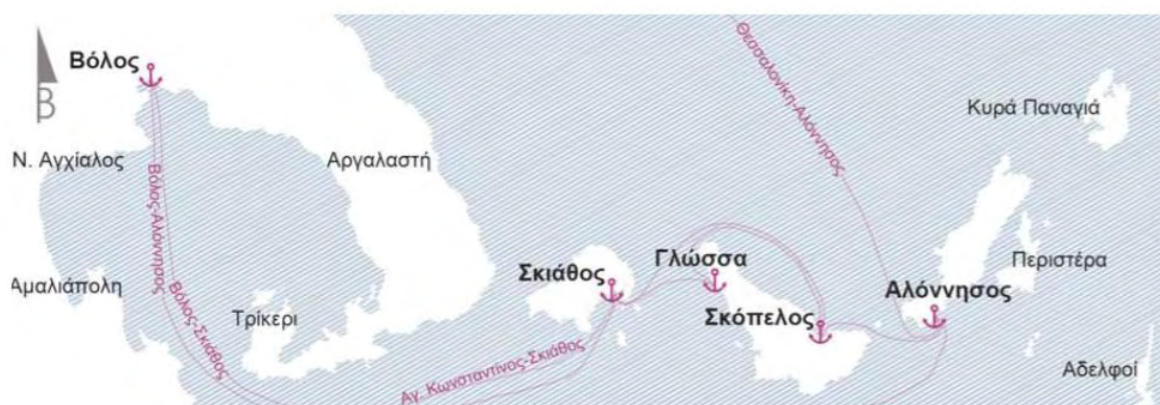 Βόλος
B
Ν. Αγχίαλος
Αργαλαστή
Κυρά Παναγιά
Θεσσαλονίκη-Αλόννησος
Βόλος-Αλόννησος
Βόλος-Σκιάθος
Αμαλιάπολη
Τρίκερι
Σκιάθος
Γλώσσα
Σκόπελος
Αλόννησος
Περιστέρα
Αγ. Κωνσταντίνος-Σκιάθος
Αδελφοί